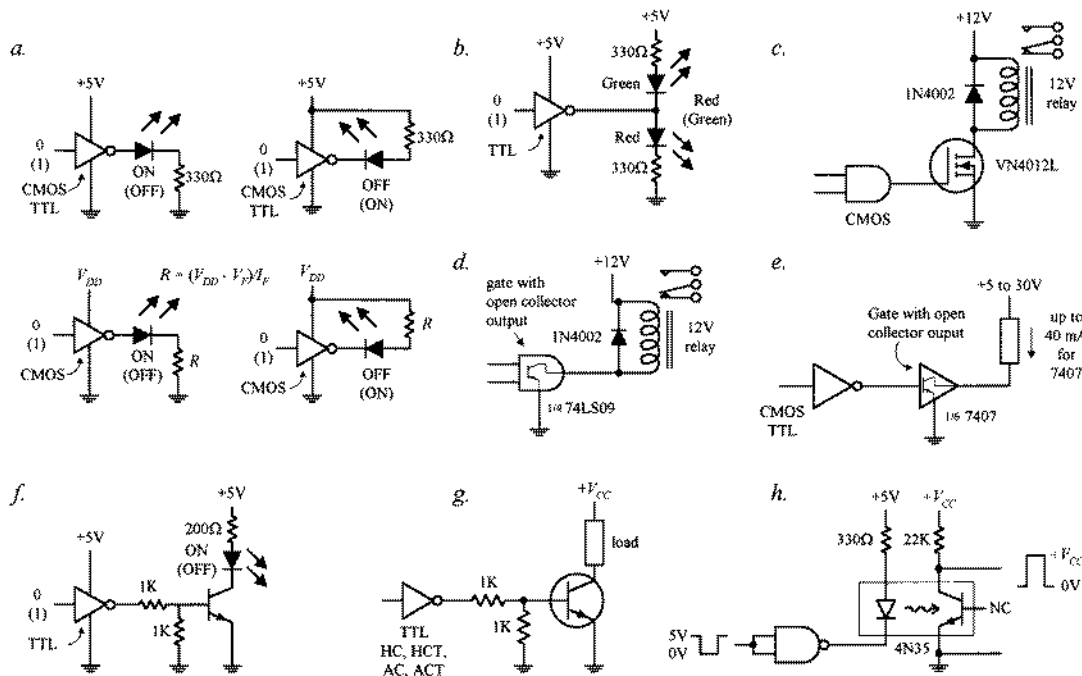 a.
+5V
0
(1)
CMOS
TTL
ON
(OFF)
330Ω
+5V
0
(1)
CMOS
TTL
OFF
(ON)
330Ω
V_DD
R = (V_DD - V_F)/I_F
0
(1)
CMOS
ON
(OFF)
R
V_DD
0
(1)
CMOS
OFF
(ON)
R
b.
+5V
0
(1)
TTL
+5V
330Ω
Green
Red
(Green)
Red
330Ω
c.
+12V
1N4002
12V
relay
VN4012L
CMOS
d.
gate with
open collector
output
+12V
1N4002
12V
relay
1/4 74LS09
e.
+5 to 30V
Gate with open
collector ouput
up to
40 mA
for
7407
CMOS
TTL
1/6 7407
f.
+5V
0
(1)
TTL
1K
1K
+5V
200Ω
ON
(OFF)
g.
+V_CC
load
1K
1K
TTL
HC, HCT,
AC, ACT
h.
+5V
330Ω
+V_CC
22K
+V_CC
0V
NC
4N35
5V
0V